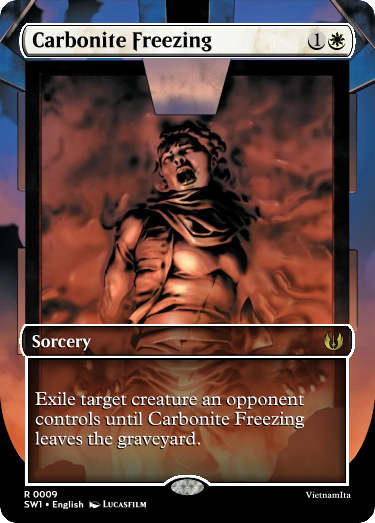 Carbonite Freezing 1
Sorcery
Exile target creature an opponent
controls until Carbonite Freezing
leaves the graveyard.
R 0009 VietnamIta
SW1 • English LUCASFILM